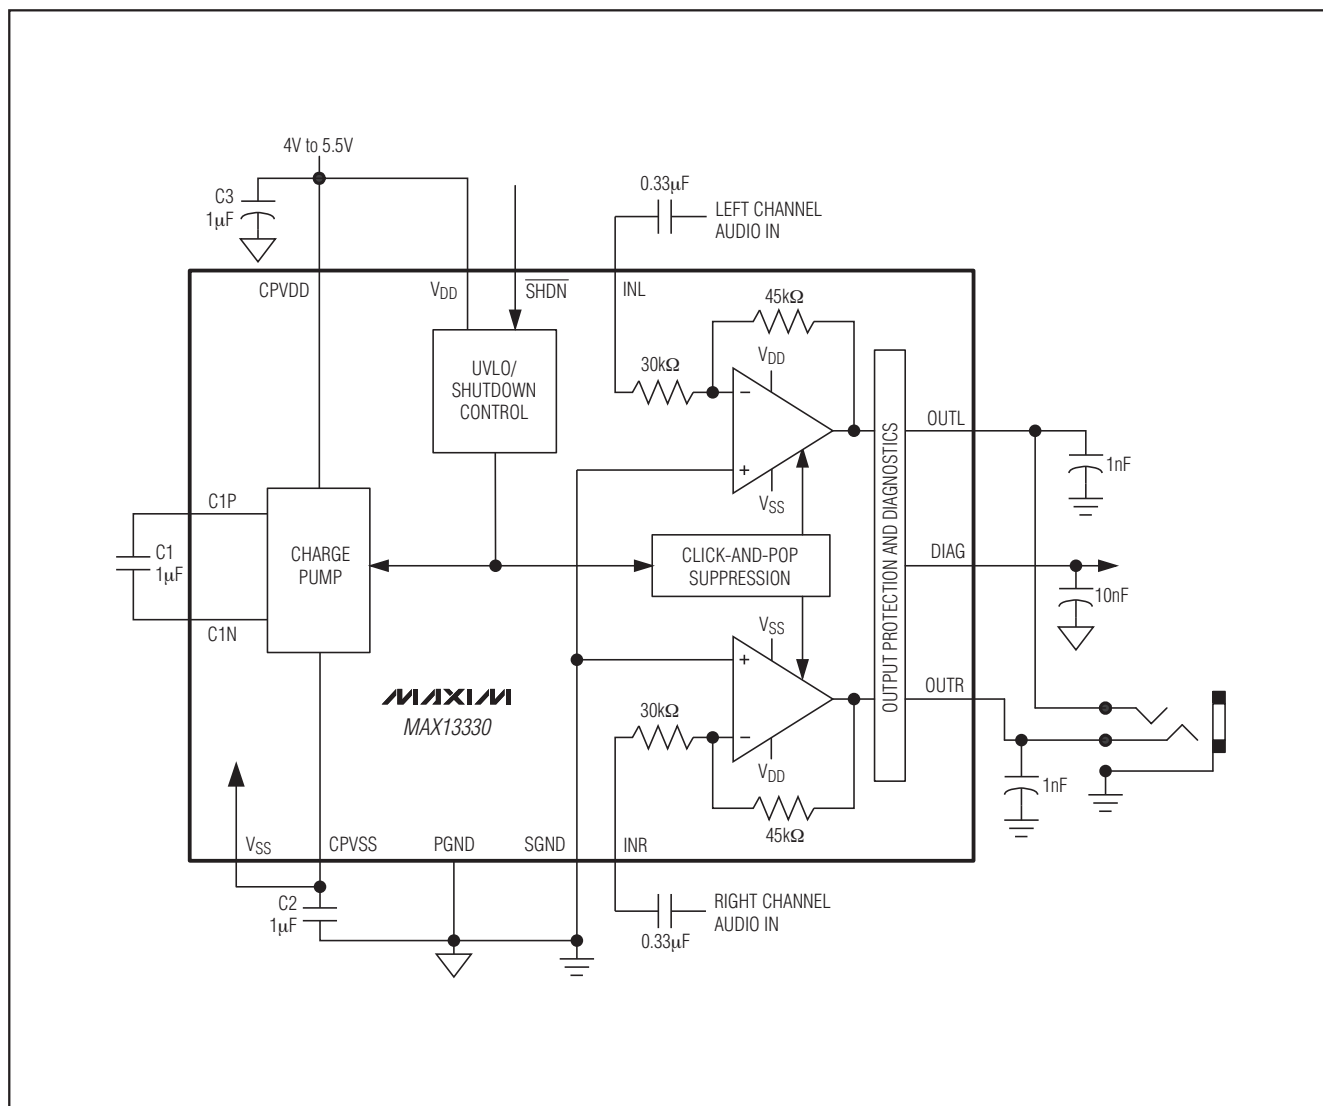 4V to 5.5V
C3
1µF
0.33µF
LEFT CHANNEL
AUDIO IN
CPVDD
VDD
SHDN
INL
45kΩ
UVLO/
SHUTDOWN
CONTROL
30kΩ
VDD
−
+
VSS
OUTL
1nF
C1P
C1
1µF
C1N
CHARGE
PUMP
CLICK-AND-POP
SUPPRESSION
OUTPUT PROTECTION AND DIAGNOSTICS
DIAG
10nF
VSS
+
−
VDD
30kΩ
45kΩ
OUTR
1nF
MAXIM
MAX13330
VSS
CPVSS
PGND
SGND
INR
C2
1µF
0.33µF
RIGHT CHANNEL
AUDIO IN